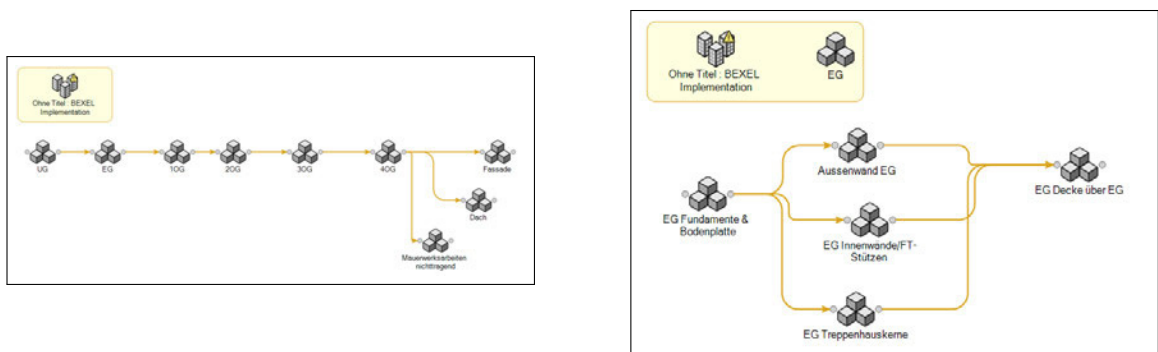 Ohne Titel : BEXEL
Implementation
UG
EG
1OG
2OG
3OG
4OG
Fassade
Dach
Mauerwerksarbeiten
nichttragend
Ohne Titel : BEXEL
Implementation
EG
Aussenwand EG
EG Decke über EG
EG Fundamente &
Bodenplatte
EG Innenwände/FT-
Stützen
EG Treppenhauskerne